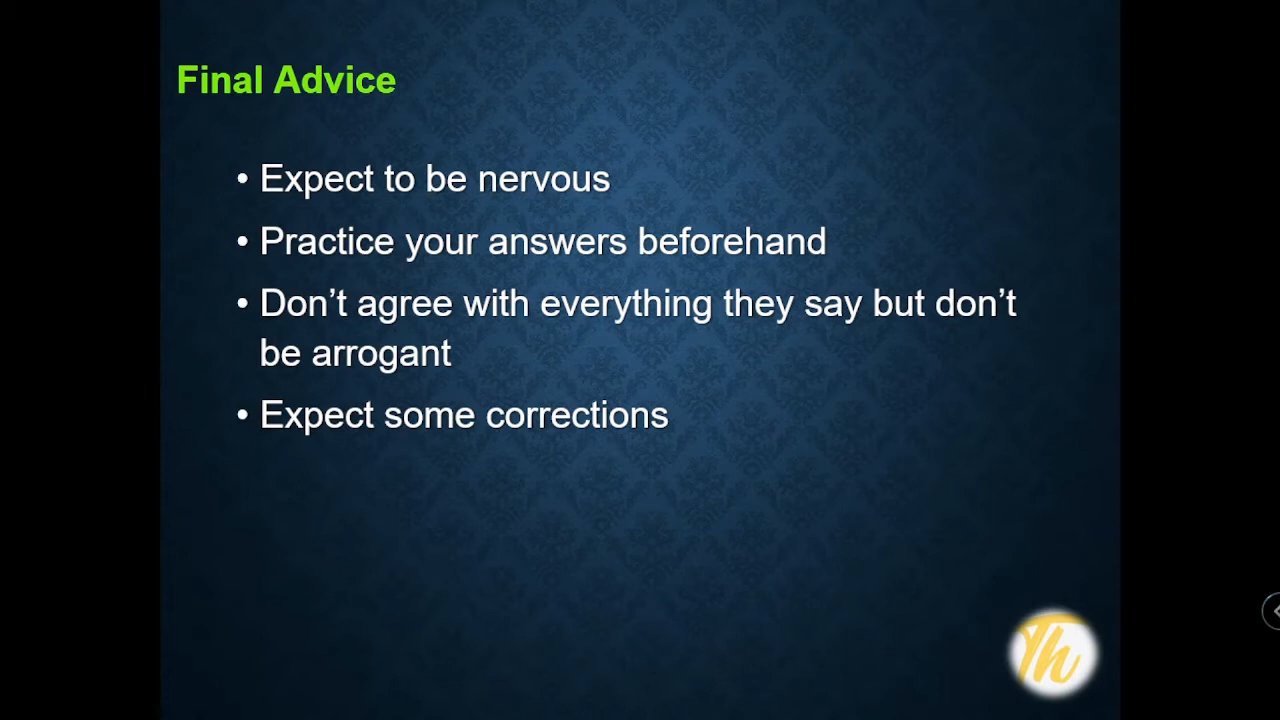 Final Advice
• Expect to be nervous
• Practice your answers beforehand
• Don’t agree with everything they say but don’t
be arrogant
• Expect some corrections
Th